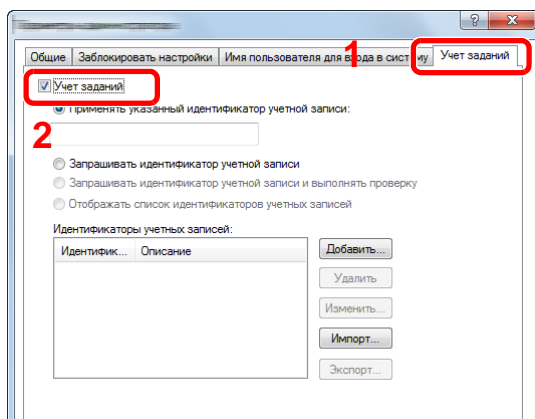 Общие Заблокировать настройки Имя пользователя для входа в систему Учет заданий
1
Учет заданий
Применять указанный идентификатор учетной записи:
2
Запрашивать идентификатор учетной записи
Запрашивать идентификатор учетной записи и выполнять проверку
Отображать список идентификаторов учетных записей
Идентификаторы учетных записей:
Идентифик... Описание
Добавить...
Удалить
Изменить...
Импорт...
Экспорт...